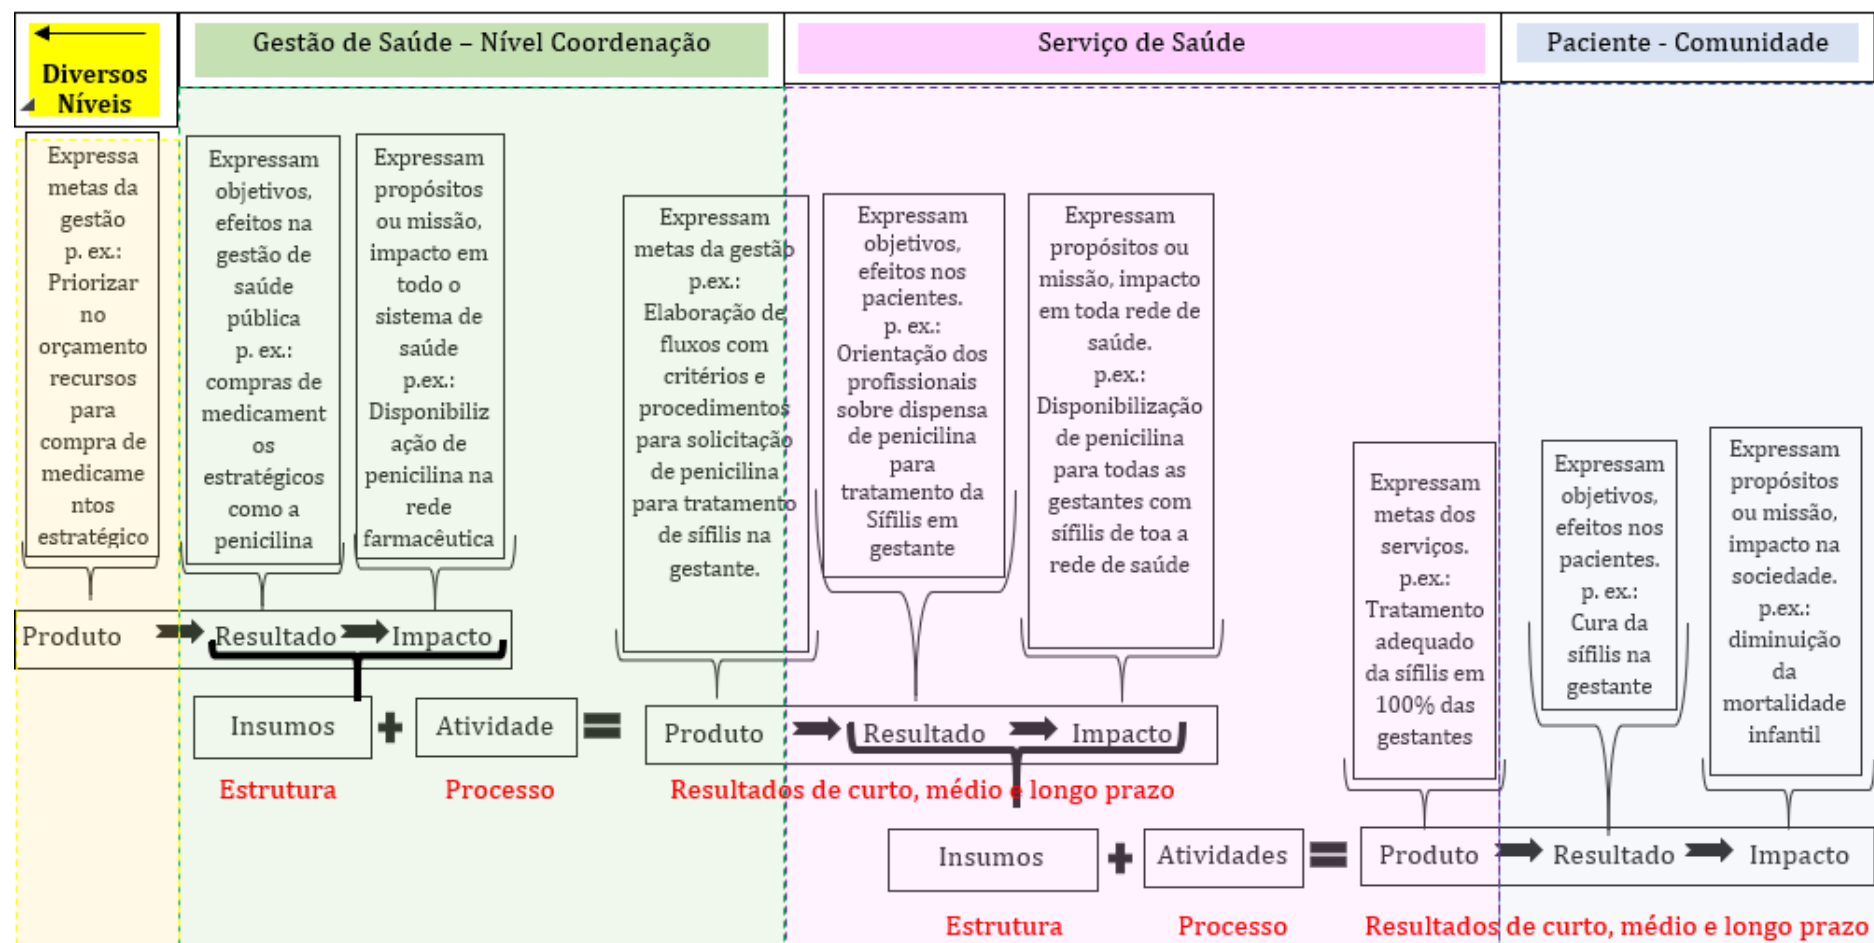 Diversos
Níveis
Gestão de Saúde – Nível Coordenação
Serviço de Saúde
Paciente - Comunidade
Expressa
metas da
gestão
p. ex.:
Priorizar
no
orçamento
recursos
para
compra de
medicame
ntos
estratégico
Expressam
objetivos,
efeitos na
gestão de
saúde
pública
p. ex.:
compras de
medicament
os
estratégicos
como a
penicilina
Expressam
propósitos
ou missão,
impacto em
todo o
sistema de
saúde
p.ex.:
Disponibiliz
ação de
penicilina na
rede
farmacêutica
Produto
Resultado
Impacto
Expressam
metas da gestão
p.ex.:
Elaboração de
fluxos com
critérios e
procedimentos
para solicitação
de penicilina
para tratamento
de sífilis na
gestante.
Expressam
objetivos,
efeitos nos
pacientes.
p. ex.:
Orientação dos
profissionais
sobre dispensa
de penicilina
para
tratamento da
Sífilis em
gestante
Expressam
propósitos ou
missão, impacto
em toda rede de
saúde.
p.ex.:
Disponibilização
de penicilina
para todas as
gestantes com
sífilis de toa a
rede de saúde
Insumos
Atividade
Produto
Resultado
Impacto
Estrutura
Processo
Resultados de curto, médio e longo prazo
Expressam
metas dos
serviços.
p.ex.:
Tratamento
adequado
da sífilis em
100% das
gestantes
Expressam
objetivos,
efeitos nos
pacientes.
p. ex.:
Cura da
sífilis na
gestante
Expressam
propósitos
ou missão,
impacto na
sociedade.
p.ex.:
diminuição
da
mortalidade
infantil
Insumos
Atividades
Produto
Resultado
Impacto
Estrutura
Processo
Resultados de curto, médio e longo prazo